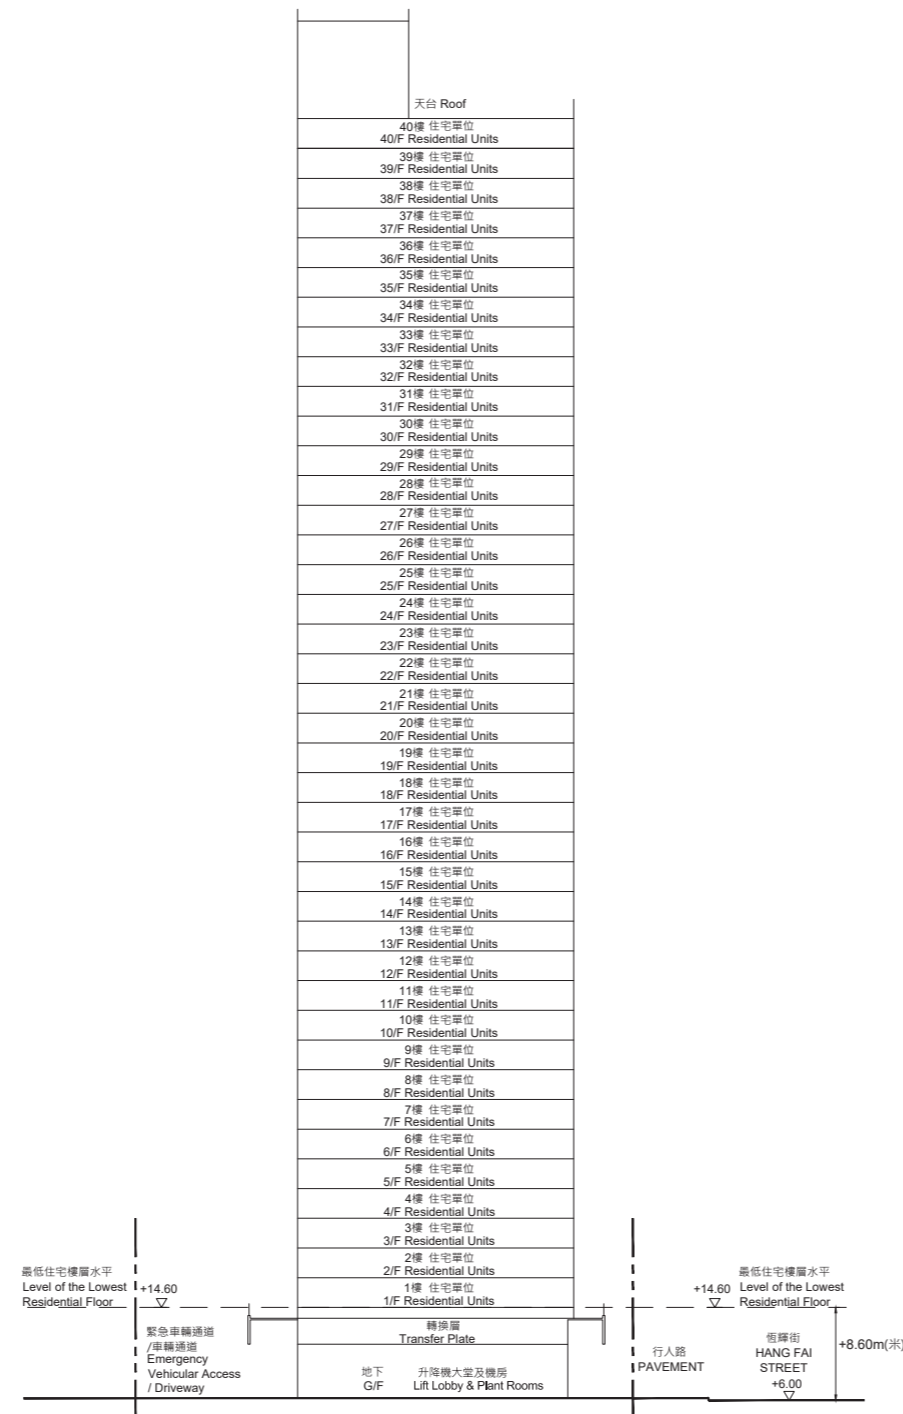 天台 Roof
40樓 住宅單位
40/F Residential Units
39樓 住宅單位
39/F Residential Units
38樓 住宅單位
38/F Residential Units
37樓 住宅單位
37/F Residential Units
36樓 住宅單位
36/F Residential Units
35樓 住宅單位
35/F Residential Units
34樓 住宅單位
34/F Residential Units
33樓 住宅單位
33/F Residential Units
32樓 住宅單位
32/F Residential Units
31樓 住宅單位
31/F Residential Units
30樓 住宅單位
30/F Residential Units
29樓 住宅單位
29/F Residential Units
28樓 住宅單位
28/F Residential Units
27樓 住宅單位
27/F Residential Units
26樓 住宅單位
26/F Residential Units
25樓 住宅單位
25/F Residential Units
24樓 住宅單位
24/F Residential Units
23樓 住宅單位
23/F Residential Units
22樓 住宅單位
22/F Residential Units
21樓 住宅單位
21/F Residential Units
20樓 住宅單位
20/F Residential Units
19樓 住宅單位
19/F Residential Units
18樓 住宅單位
18/F Residential Units
17樓 住宅單位
17/F Residential Units
16樓 住宅單位
16/F Residential Units
15樓 住宅單位
15/F Residential Units
14樓 住宅單位
14/F Residential Units
13樓 住宅單位
13/F Residential Units
12樓 住宅單位
12/F Residential Units
11樓 住宅單位
11/F Residential Units
10樓 住宅單位
10/F Residential Units
9樓 住宅單位
9/F Residential Units
8樓 住宅單位
8/F Residential Units
7樓 住宅單位
7/F Residential Units
6樓 住宅單位
6/F Residential Units
5樓 住宅單位
5/F Residential Units
4樓 住宅單位
4/F Residential Units
3樓 住宅單位
3/F Residential Units
2樓 住宅單位
2/F Residential Units
1樓 住宅單位
1/F Residential Units
最低住宅樓層水平
Level of the Lowest
Residential Floor
+14.60
+14.60
最低住宅樓層水平
Level of the Lowest
Residential Floor
轉換層
Transfer Plate
緊急車輛通道
/車輛通道
Emergency
Vehicular Access
/ Driveway
地下
G/F
升降機大堂及機房
Lift Lobby & Plant Rooms
行人路
PAVEMENT
恆輝街
HANG FAI
STREET
+6.00
+8.60m(米)